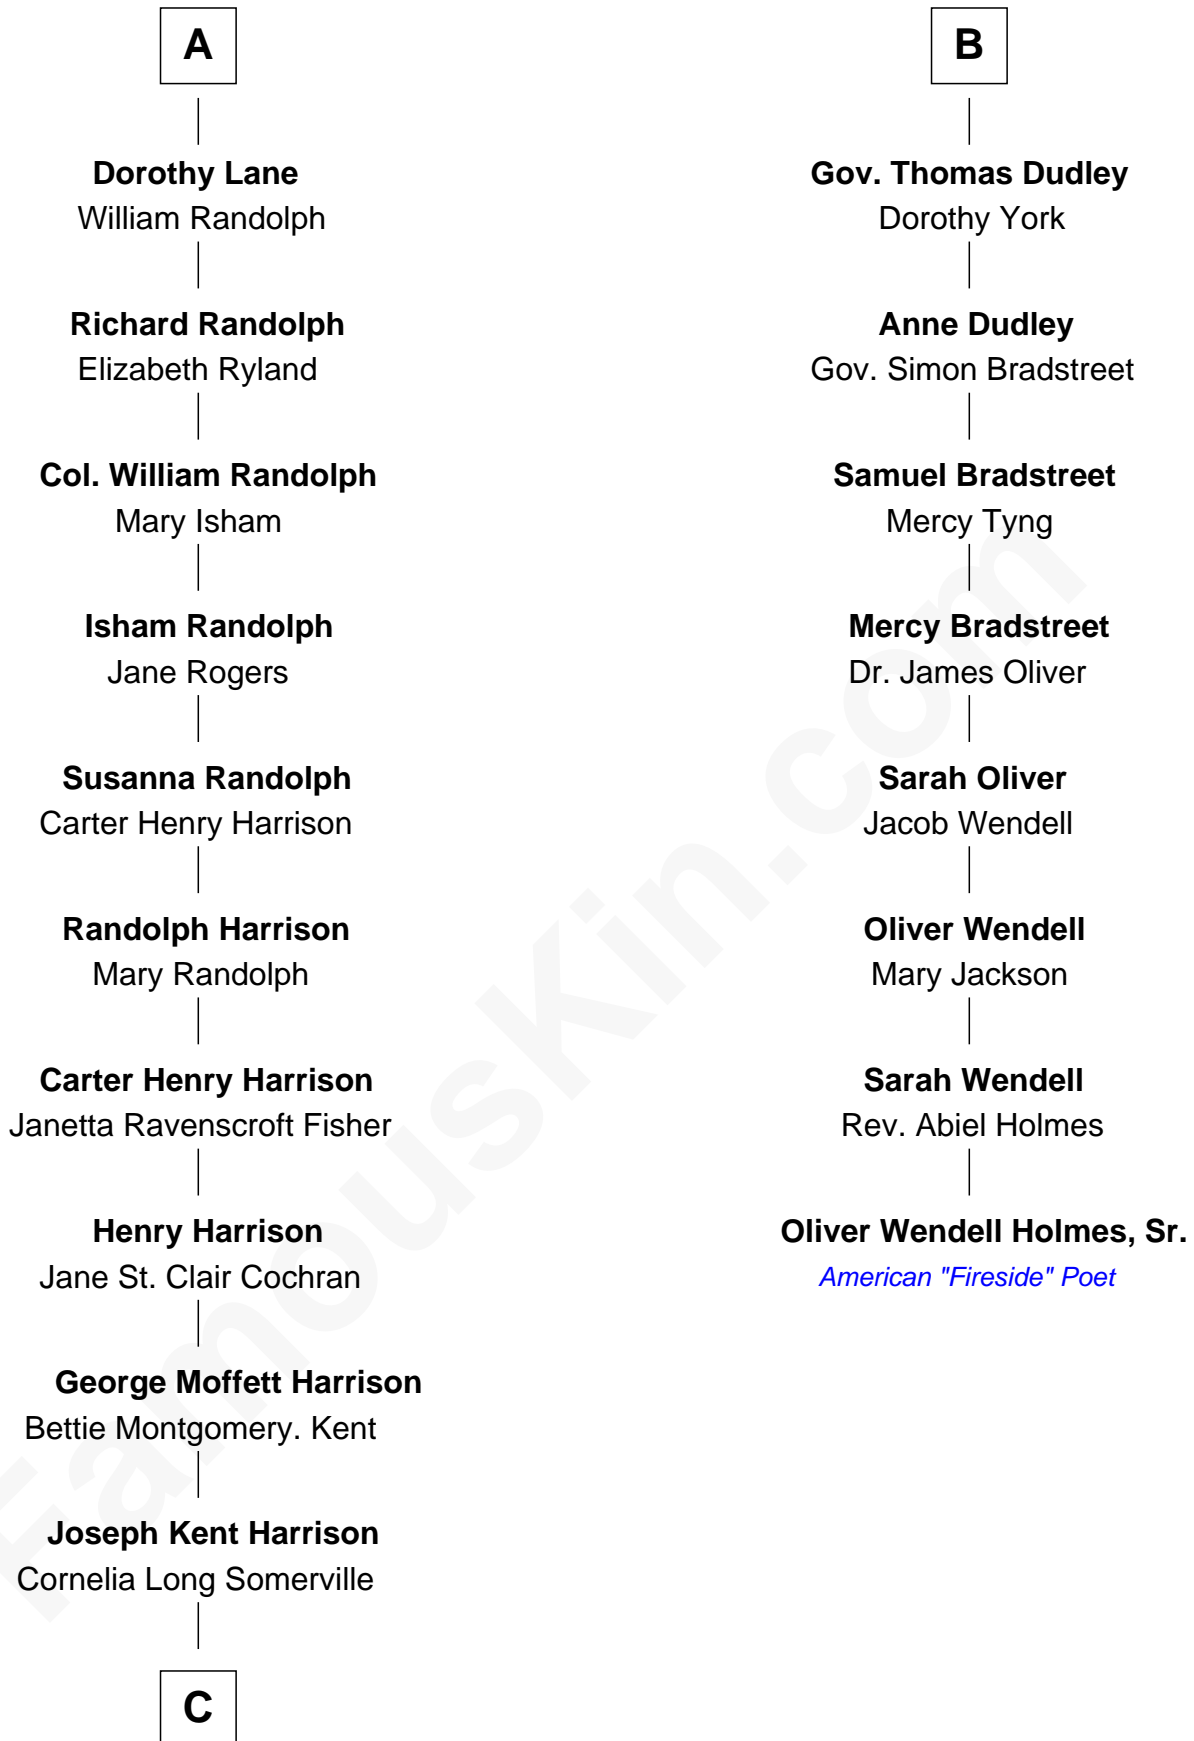 A
Dorothy Lane
William Randolph
Richard Randolph
Elizabeth Ryland
Col. William Randolph
Mary Isham
Isham Randolph
Jane Rogers
Susanna Randolph
Carter Henry Harrison
Randolph Harrison
Mary Randolph
Carter Henry Harrison
Janetta Ravenscroft Fisher
Henry Harrison
Jane St. Clair Cochran
George Moffett Harrison
Bettie Montgomery. Kent
Joseph Kent Harrison
Cornelia Long Somerville
C
B
Gov. Thomas Dudley
Dorothy York
Anne Dudley
Gov. Simon Bradstreet
Samuel Bradstreet
Mercy Tyng
Mercy Bradstreet
Dr. James Oliver
Sarah Oliver
Jacob Wendell
Oliver Wendell
Mary Jackson
Sarah Wendell
Rev. Abiel Holmes
Oliver Wendell Holmes, Sr.
American "Fireside" Poet
FamousKin.com